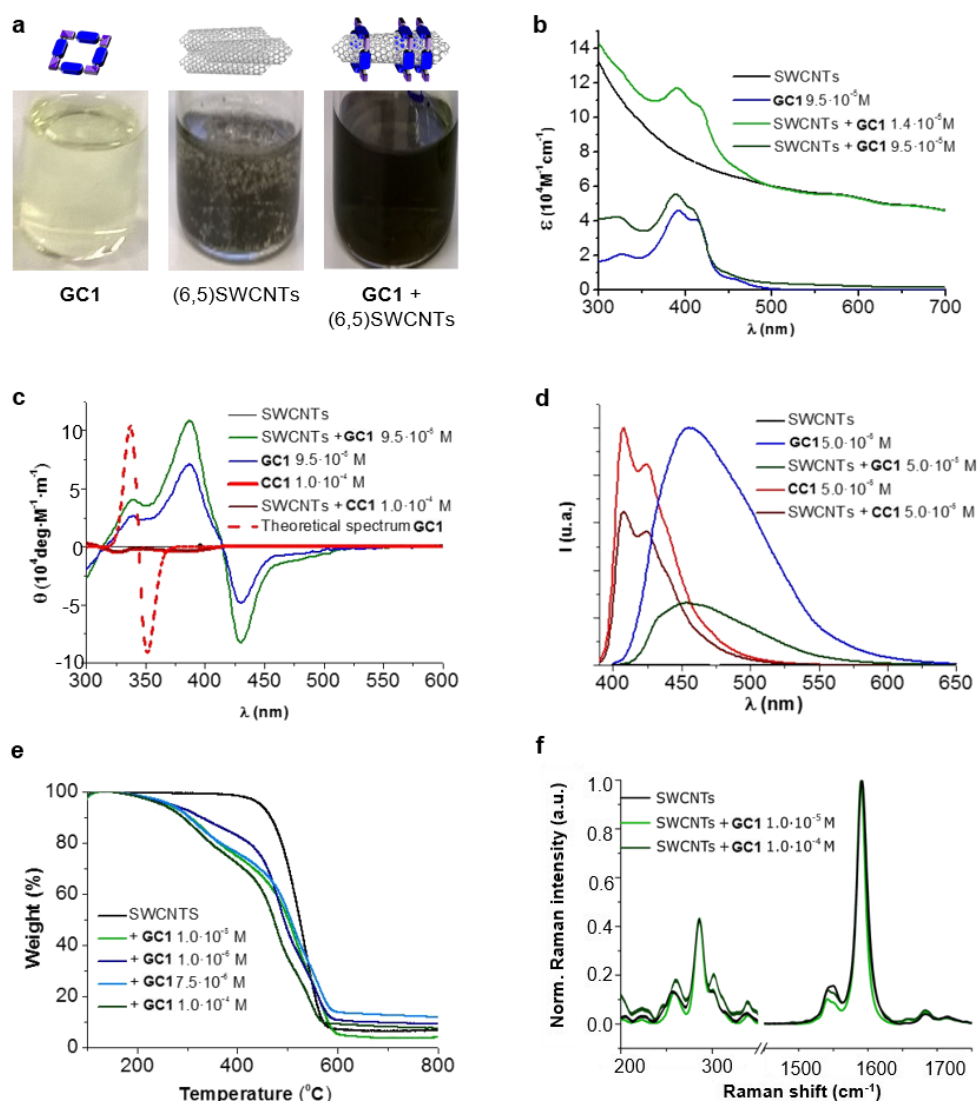 a
GC1
(6,5)SWCNTs
GC1 +
(6,5)SWCNTs
b
ε (10⁴M⁻¹cm⁻¹)
14
12
10
8
6
4
2
0
SWCNTs
GC1 9.5·10⁻⁵M
SWCNTs + GC1 1.4·10⁻⁵M
SWCNTs + GC1 9.5·10⁻⁵M
300 400 500 600 700
λ (nm)
c
θ (10⁴deg·M⁻¹·m⁻¹)
10
5
0
-5
-10
SWCNTs
SWCNTs + GC1 9.5·10⁻⁵ M
GC1 9.5·10⁻⁵ M
CC1 1.0·10⁻⁴ M
SWCNTs + CC1 1.0·10⁻⁴ M
Theoretical spectrum GC1
300 350 400 450 500 550 600
λ (nm)
d
I (u.a.)
SWCNTs
GC1 5.0·10⁻⁶ M
SWCNTs + GC1 5.0·10⁻⁶ M
CC1 5.0·10⁻⁶ M
SWCNTs + CC1 5.0·10⁻⁶ M
400 450 500 550 600 650
λ (nm)
e
Weight (%)
100
80
60
40
20
0
SWCNTS
+ GC1 1.0·10⁻⁵ M
+ GC1 1.0·10⁻⁶ M
+ GC1 7.5·10⁻⁶ M
+ GC1 1.0·10⁻⁴ M
200 400 600 800
Temperature (⁰C)
f
Norm. Raman intensity (a.u.)
1.0
0.8
0.6
0.4
0.2
0.0
SWCNTs
SWCNTs + GC1 1.0·10⁻⁵ M
SWCNTs + GC1 1.0·10⁻⁴ M
200 300 1500 1600 1700
Raman shift (cm⁻¹)